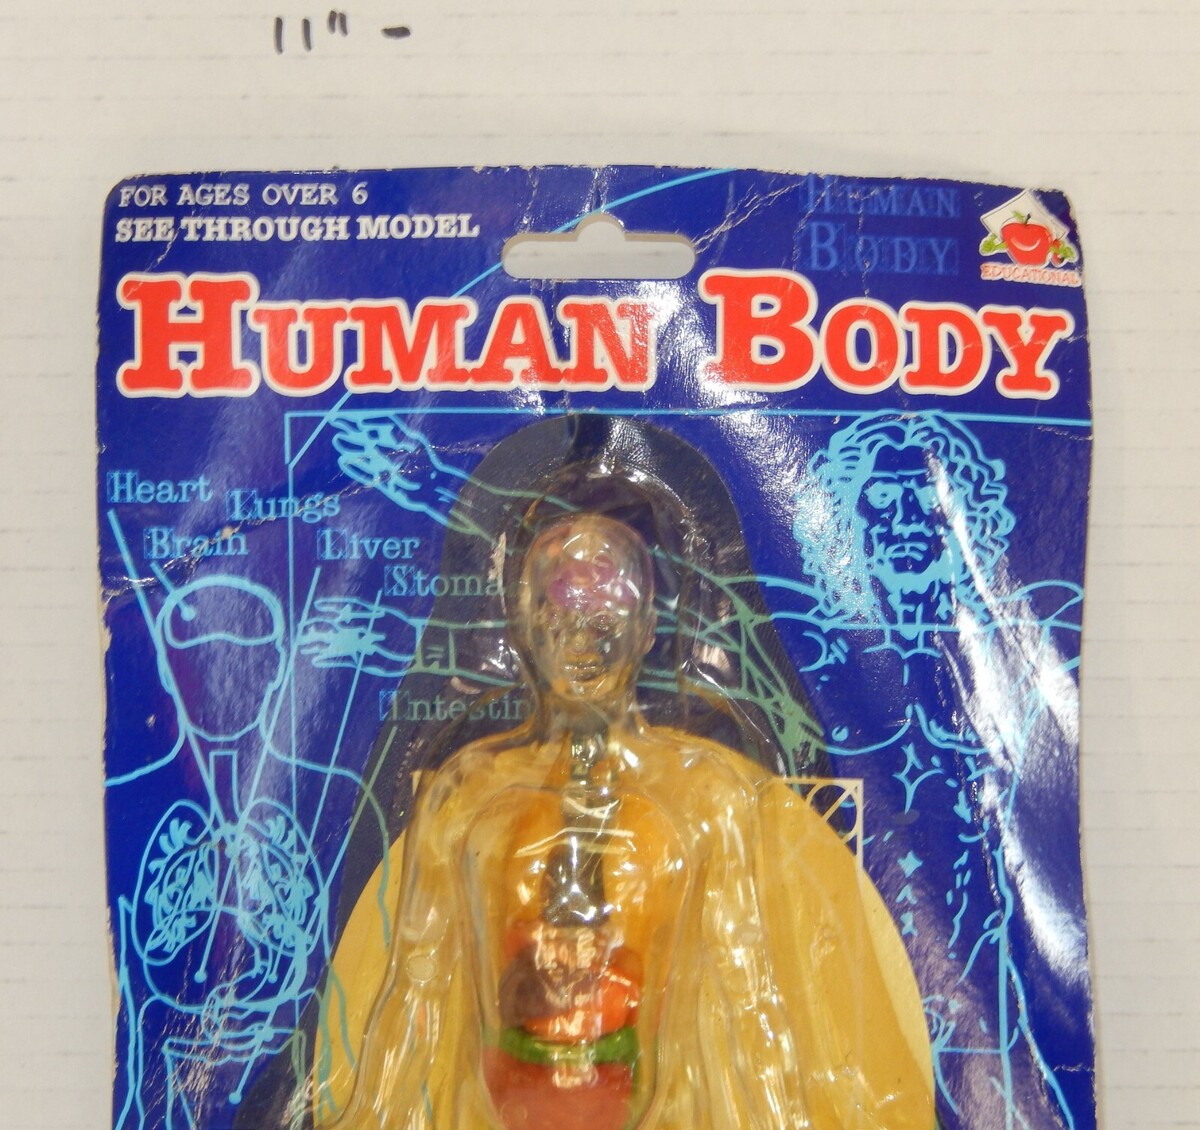 11" -
FOR AGES OVER 6
SEE THROUGH MODEL
HUMAN
BODY
EDUCATIONAL
HUMAN BODY
Heart
Lungs
Brain
Liver
Stoma
Intestin